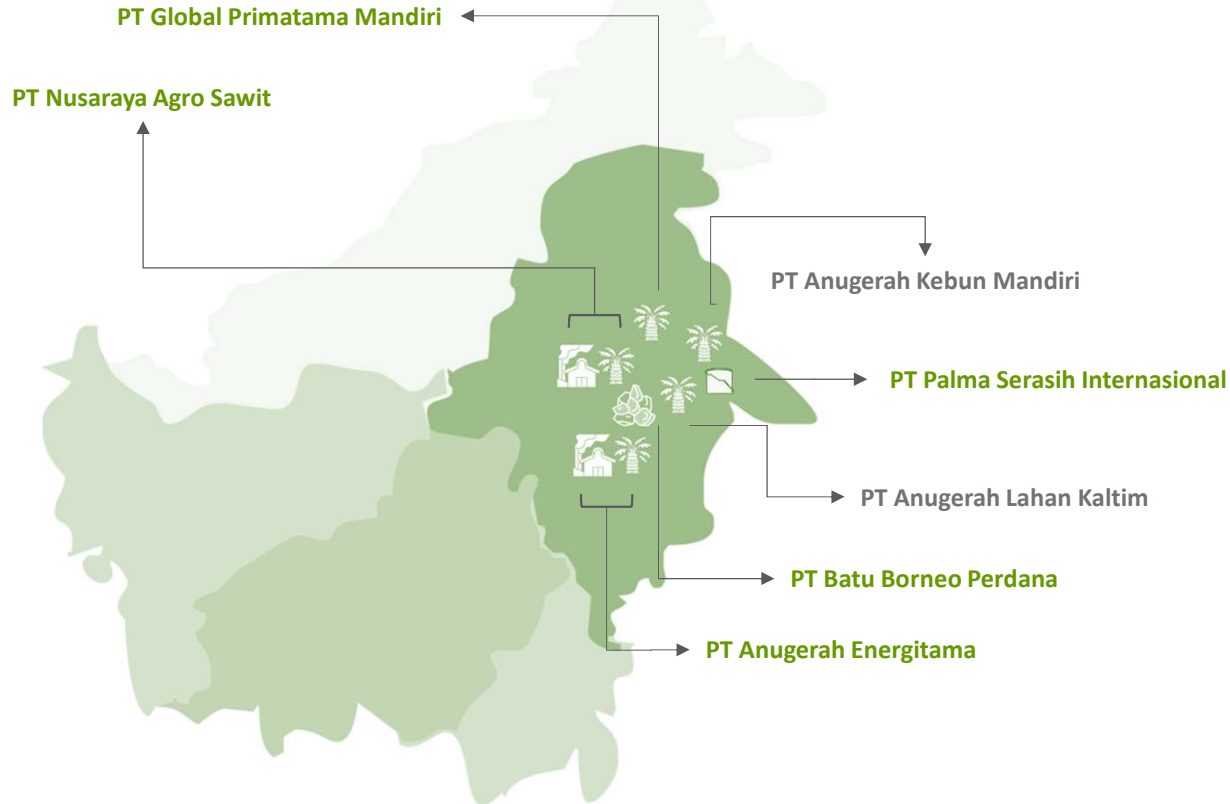 PT Global Primatama Mandiri
PT Nusaraya Agro Sawit
PT Anugerah Kebun Mandiri
PT Palma Serasih Internasional
PT Anugerah Lahan Kaltim
PT Batu Borneo Perdana
PT Anugerah Energitama